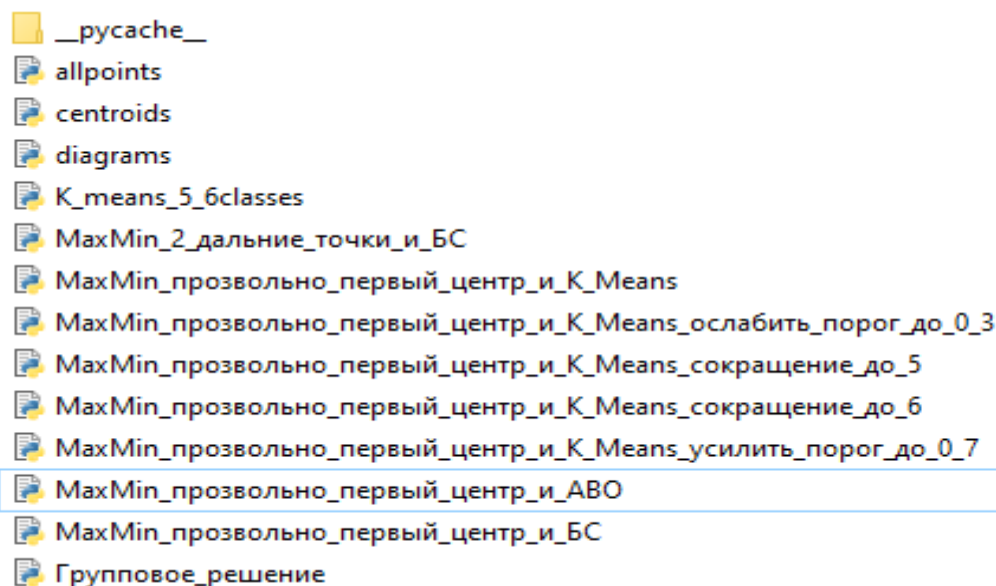 __pycache__
allpoints
centroids
diagrams
K_means_5_6classes
MaxMin_2_дальние_точки_и_БС
MaxMin_прозвольно_первый_центр_и_K_Means
MaxMin_прозвольно_первый_центр_и_K_Means_ослабить_порог_до_0_3
MaxMin_прозвольно_первый_центр_и_K_Means_сокращение_до_5
MaxMin_прозвольно_первый_центр_и_K_Means_сокращение_до_6
MaxMin_прозвольно_первый_центр_и_K_Means_усилить_порог_до_0_7
MaxMin_прозвольно_первый_центр_и_АВО
MaxMin_прозвольно_первый_центр_и_БС
Групповое_решение